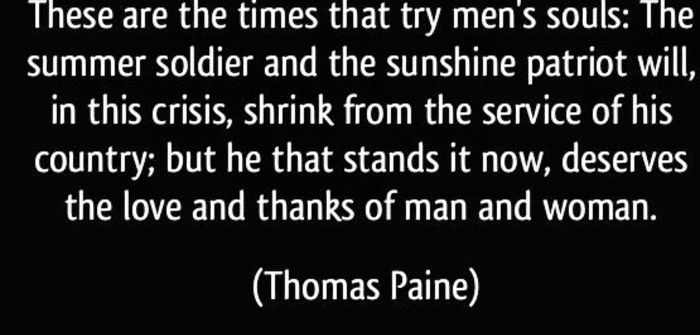 These are the times that try men's souls: The
summer soldier and the sunshine patriot will,
in this crisis, shrink from the service of his
country; but he that stands it now, deserves
the love and thanks of man and woman.
(Thomas Paine)